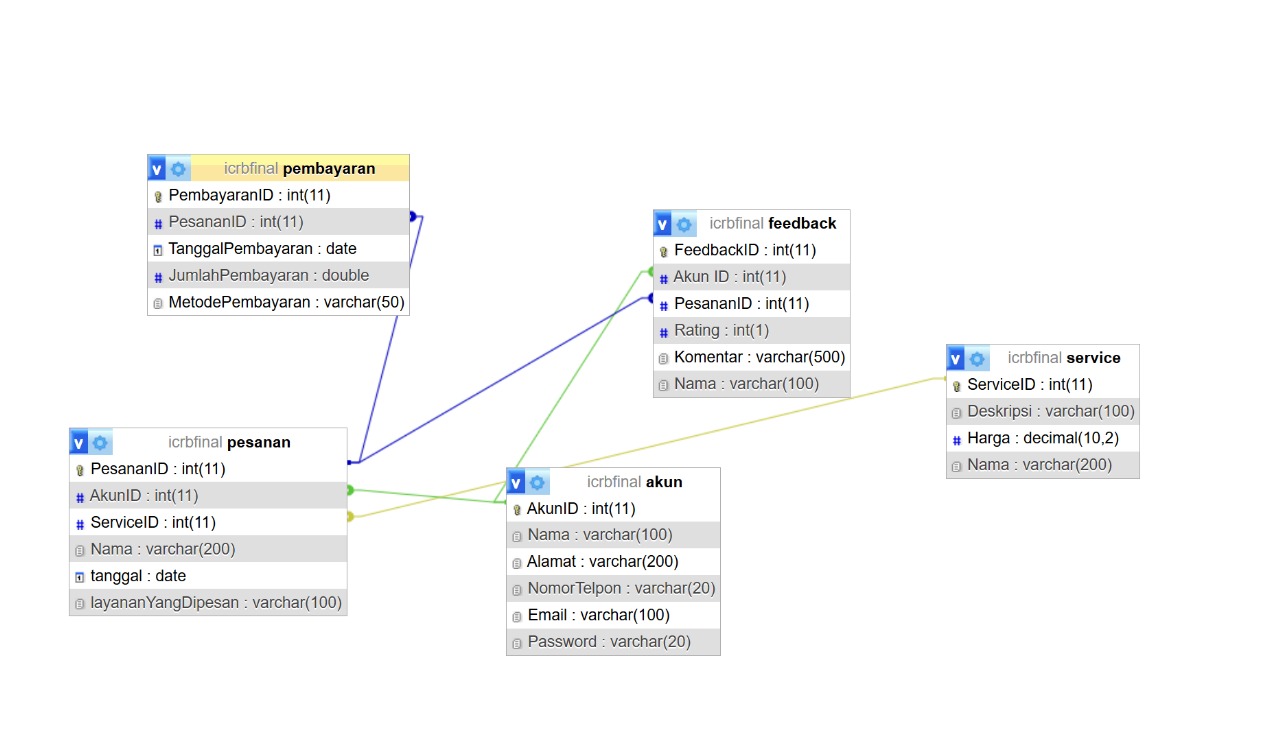 v icrbfinal pembayaran
PembayaranID : int(11)
# PesananID : int(11)
TanggalPembayaran : date
# JumlahPembayaran : double
MetodePembayaran : varchar(50)
v icrbfinal feedback
FeedbackID : int(11)
# Akun ID : int(11)
# PesananID : int(11)
# Rating : int(1)
Komentar : varchar(500)
Nama : varchar(100)
v icrbfinal service
ServiceID : int(11)
Deskripsi : varchar(100)
# Harga : decimal(10,2)
Nama : varchar(200)
v icrbfinal pesanan
PesananID : int(11)
# AkunID : int(11)
# ServiceID : int(11)
Nama : varchar(200)
tanggal : date
layananYangDipesan : varchar(100)
v icrbfinal akun
AkunID : int(11)
Nama : varchar(100)
Alamat : varchar(200)
NomorTelpon : varchar(20)
Email : varchar(100)
Password : varchar(20)